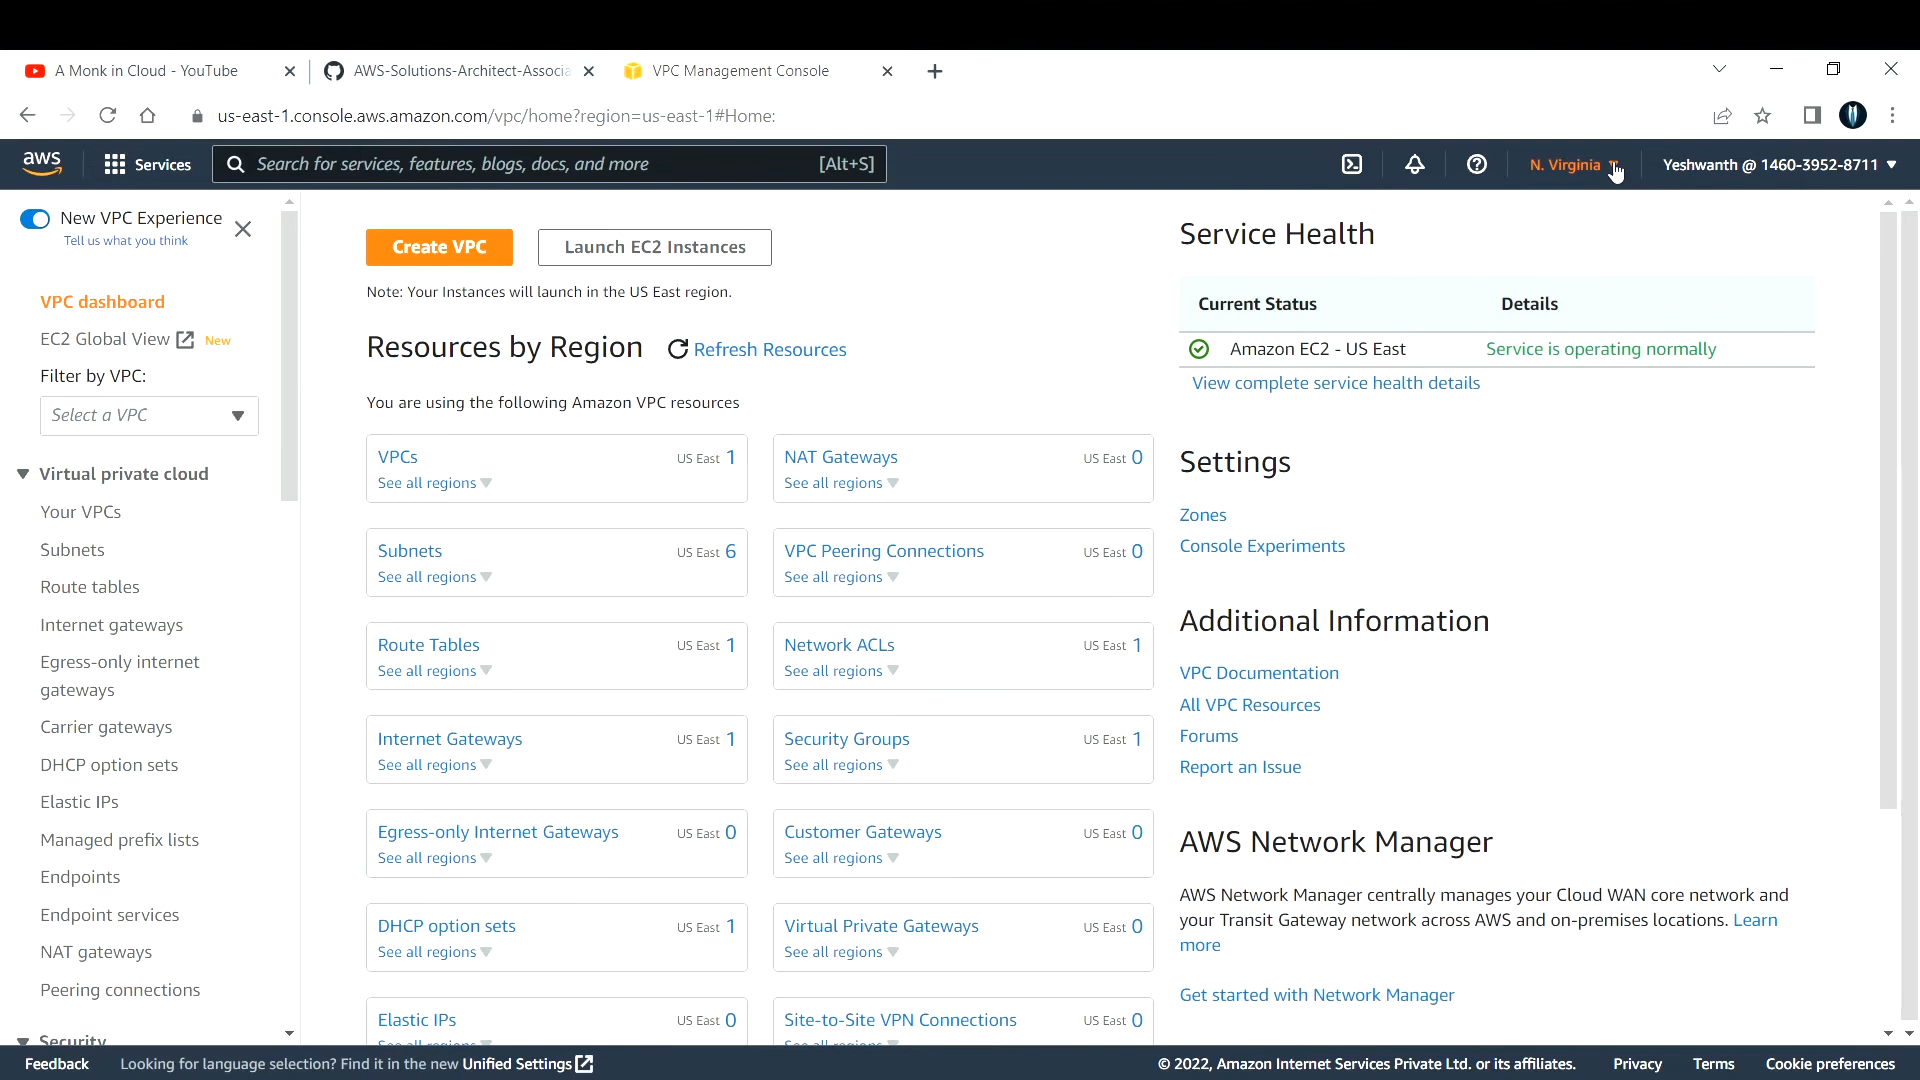 A Monk in Cloud - YouTube
AWS-Solutions-Architect-Associa
VPC Management Console
us-east-1.console.aws.amazon.com/vpc/home?region=us-east-1#Home:
aws
Services
Search for services, features, blogs, docs, and more
[Alt+S]
N. Virginia
Yeshwanth @ 1460-3952-8711
New VPC Experience
Tell us what you think
VPC dashboard
EC2 Global View
New
Filter by VPC:
Select a VPC
Virtual private cloud
Your VPCs
Subnets
Route tables
Internet gateways
Egress-only internet
gateways
Carrier gateways
DHCP option sets
Elastic IPs
Managed prefix lists
Endpoints
Endpoint services
NAT gateways
Peering connections
Security
Create VPC
Launch EC2 Instances
Note: Your Instances will launch in the US East region.
Resources by Region
Refresh Resources
You are using the following Amazon VPC resources
VPCs US East 1
See all regions
NAT Gateways US East 0
See all regions
Subnets US East 6
See all regions
VPC Peering Connections US East 0
See all regions
Route Tables US East 1
See all regions
Network ACLs US East 1
See all regions
Internet Gateways US East 1
See all regions
Security Groups US East 1
See all regions
Egress-only Internet Gateways US East 0
See all regions
Customer Gateways US East 0
See all regions
DHCP option sets US East 1
See all regions
Virtual Private Gateways US East 0
See all regions
Elastic IPs US East 0
See all regions
Site-to-Site VPN Connections US East 0
See all regions
Service Health
Current Status Details
Amazon EC2 - US East Service is operating normally
View complete service health details
Settings
Zones
Console Experiments
Additional Information
VPC Documentation
All VPC Resources
Forums
Report an Issue
AWS Network Manager
AWS Network Manager centrally manages your Cloud WAN core network and
your Transit Gateway network across AWS and on-premises locations. Learn
more
Get started with Network Manager
Feedback
Looking for language selection? Find it in the new Unified Settings
© 2022, Amazon Internet Services Private Ltd. or its affiliates.
Privacy
Terms
Cookie preferences